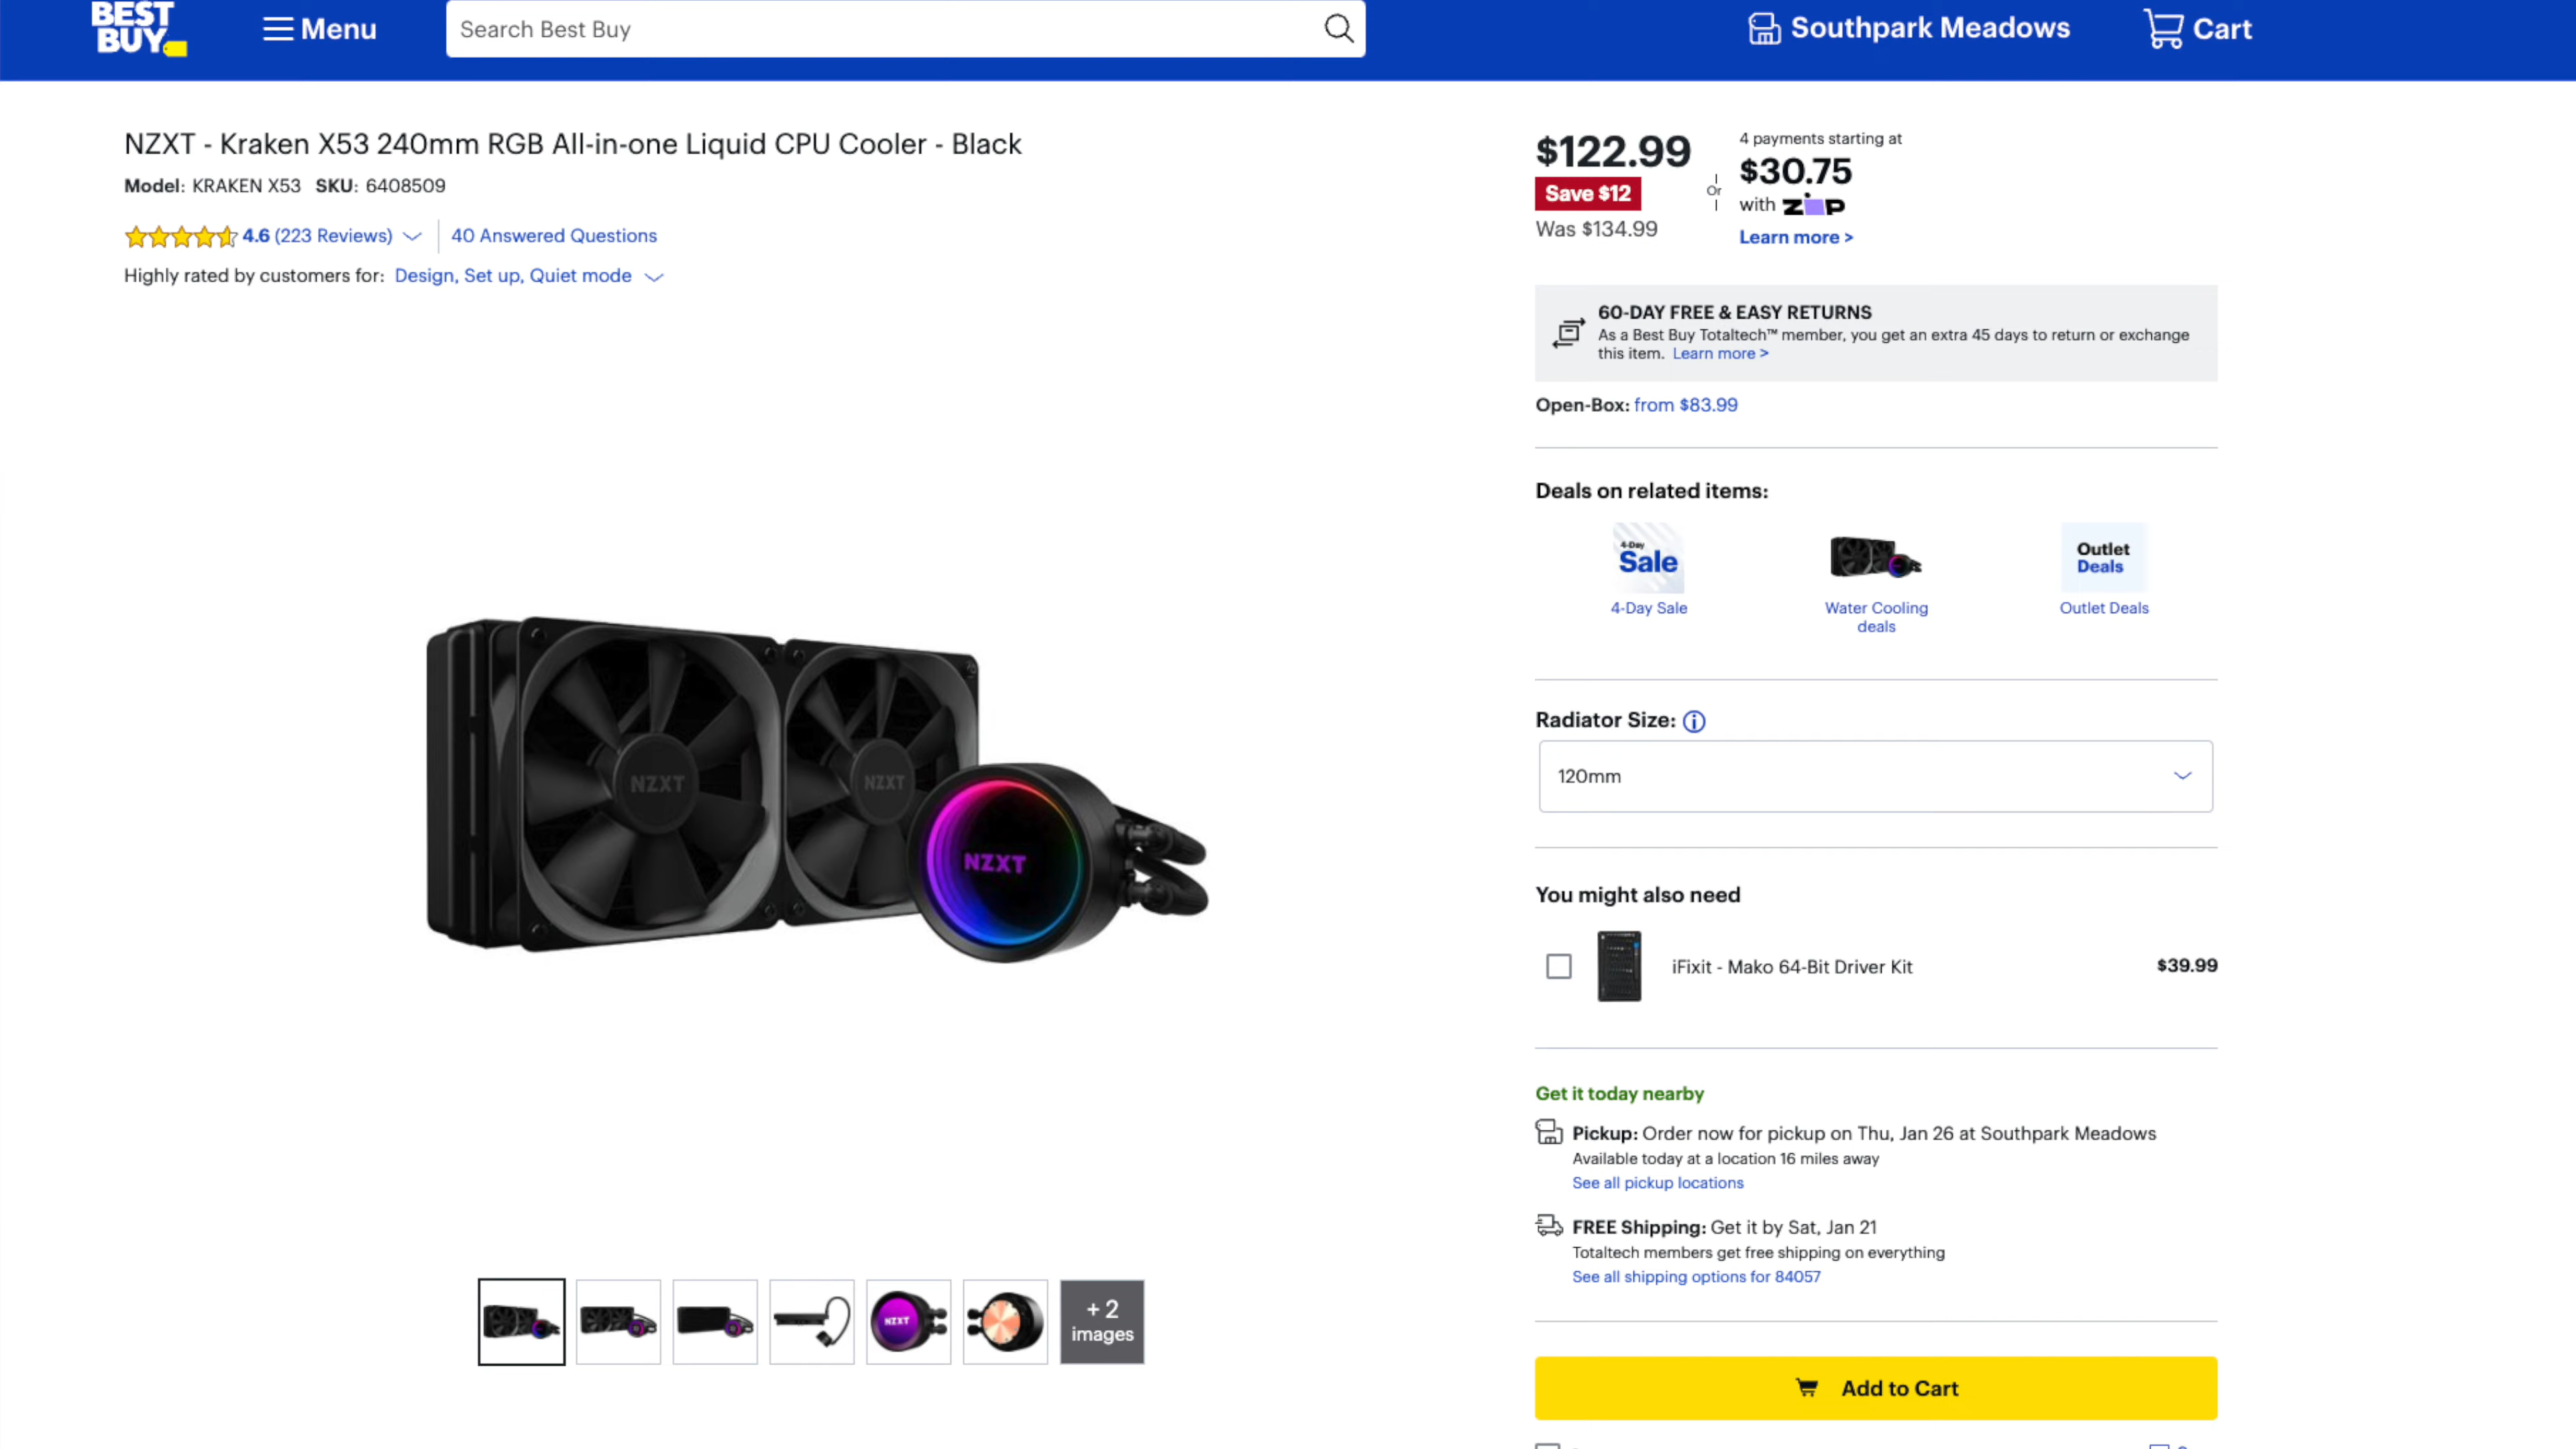 BEST
BUY
Menu
Search Best Buy
Southpark Meadows
Cart
NZXT - Kraken X53 240mm RGB All-in-one Liquid CPU Cooler - Black
Model: KRAKEN X53 SKU: 6408509
4.6 (223 Reviews)
40 Answered Questions
Highly rated by customers for: Design, Set up, Quiet mode
$122.99
Save $12
Was $134.99
Or
4 payments starting at
$30.75
with ZIP
Learn more >
60-DAY FREE & EASY RETURNS
As a Best Buy Totaltech™ member, you get an extra 45 days to return or exchange
this item. Learn more >
Open-Box: from $83.99
Deals on related items:
4-Day
Sale
Outlet
Deals
4-Day Sale
Water Cooling
deals
Outlet Deals
NZXT
NZXT
NZXT
Radiator Size:
120mm
You might also need
iFixit - Mako 64-Bit Driver Kit
$39.99
Get it today nearby
Pickup: Order now for pickup on Thu, Jan 26 at Southpark Meadows
Available today at a location 16 miles away
See all pickup locations
FREE Shipping: Get it by Sat, Jan 21
Totaltech members get free shipping on everything
See all shipping options for 84057
NZXT
+ 2
images
Add to Cart